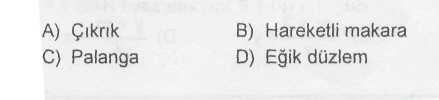 A) Çıkrık B) Hareketli makara
C) Palanga D) Eğik düzlem